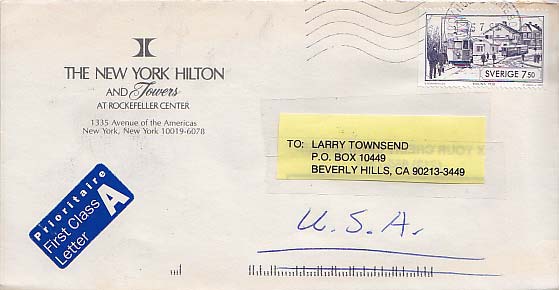 THE NEW YORK HILTON
AND Towers
AT ROCKEFELLER CENTER
1335 Avenue of the Americas
New York, New York 10019-6078
SVERIGE 7.50
TO: LARRY TOWNSEND
P.O. BOX 10449
BEVERLY HILLS, CA 90213-3449
Prioritaire
First Class
Letter
A
U.S.A.